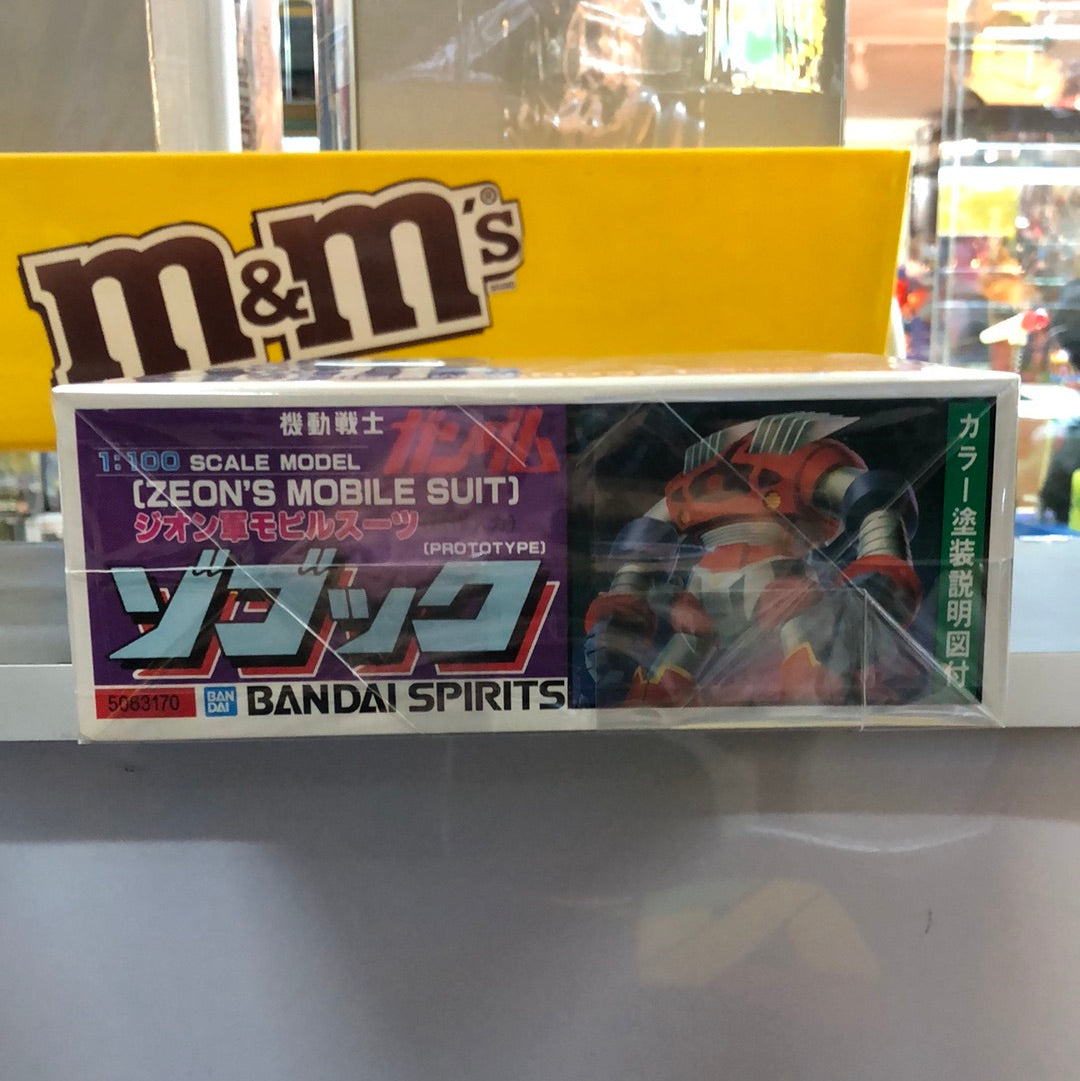 m&m's®
機動戦士 ガンダム
1:100 SCALE MODEL
(ZEON'S MOBILE SUIT)
ジオン軍モビルスーツ
(PROTOTYPE)
ゾゴック
5063170 BANDAI BANDAI SPIRITS
カラー塗装説明図付